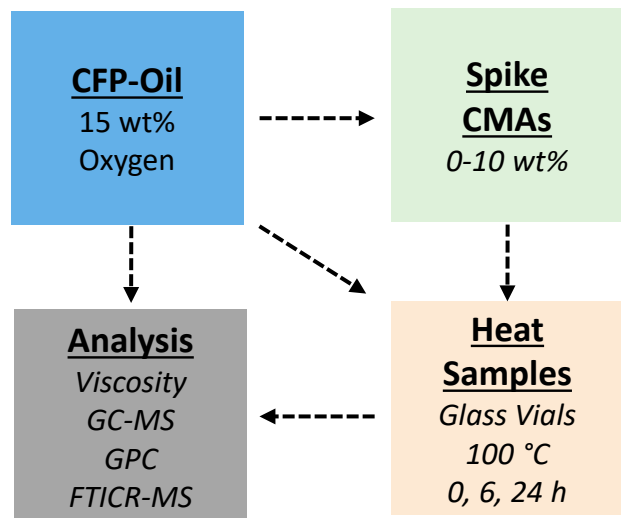 CFP-Oil
15 wt%
Oxygen
Spike
CMAs
0-10 wt%
Analysis
Viscosity
GC-MS
GPC
FTICR-MS
Heat
Samples
Glass Vials
100 °C
0, 6, 24 h